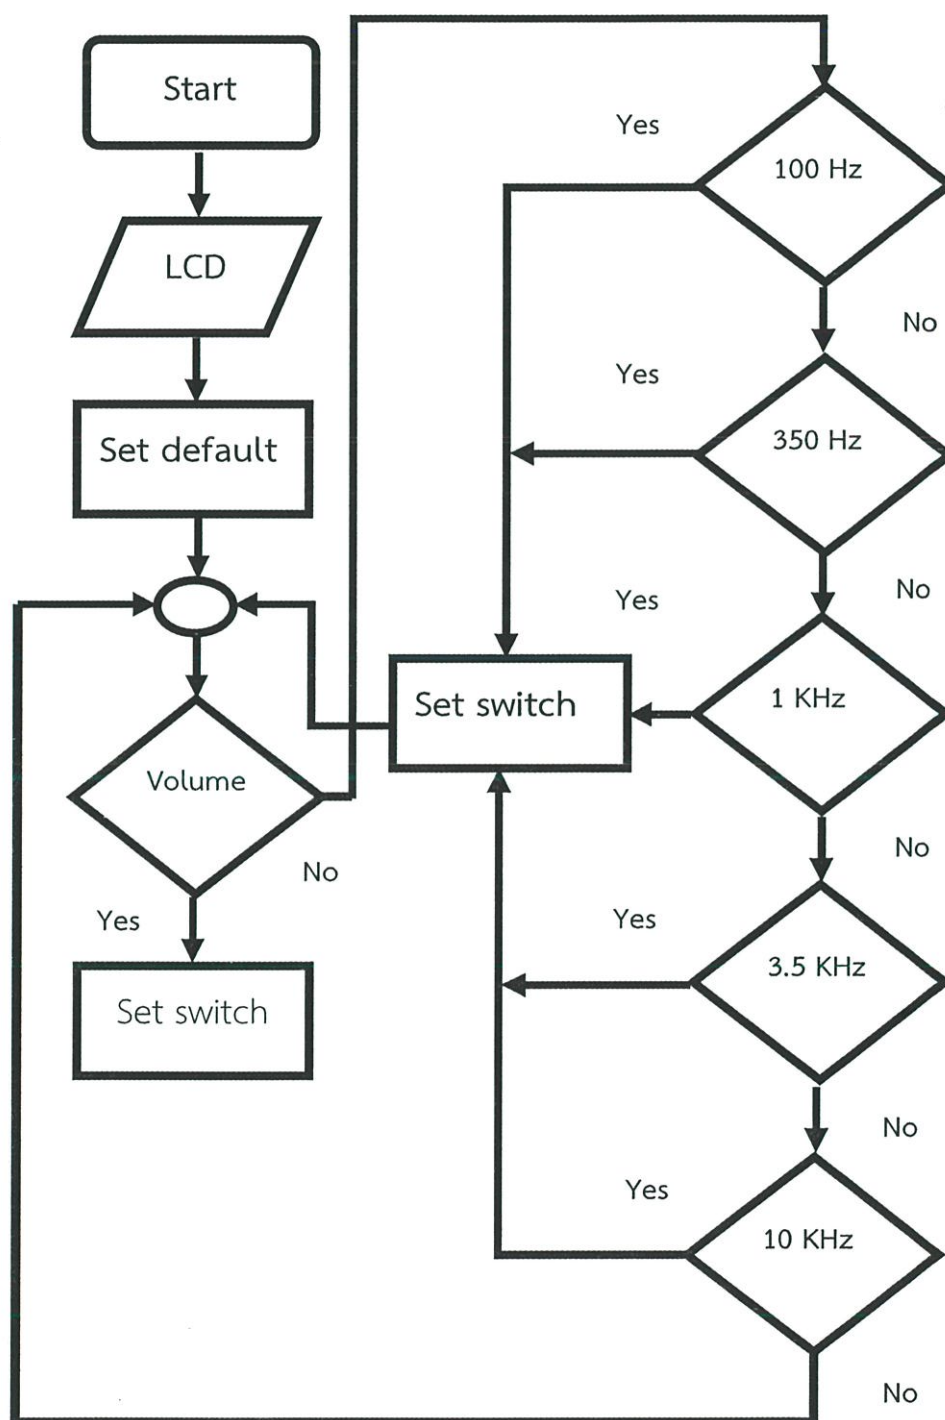 Start
LCD
Set default
Volume
No
Yes
Set switch
Set switch
Yes
100 Hz
No
Yes
350 Hz
No
Yes
1 KHz
No
Yes
3.5 KHz
No
Yes
10 KHz
No